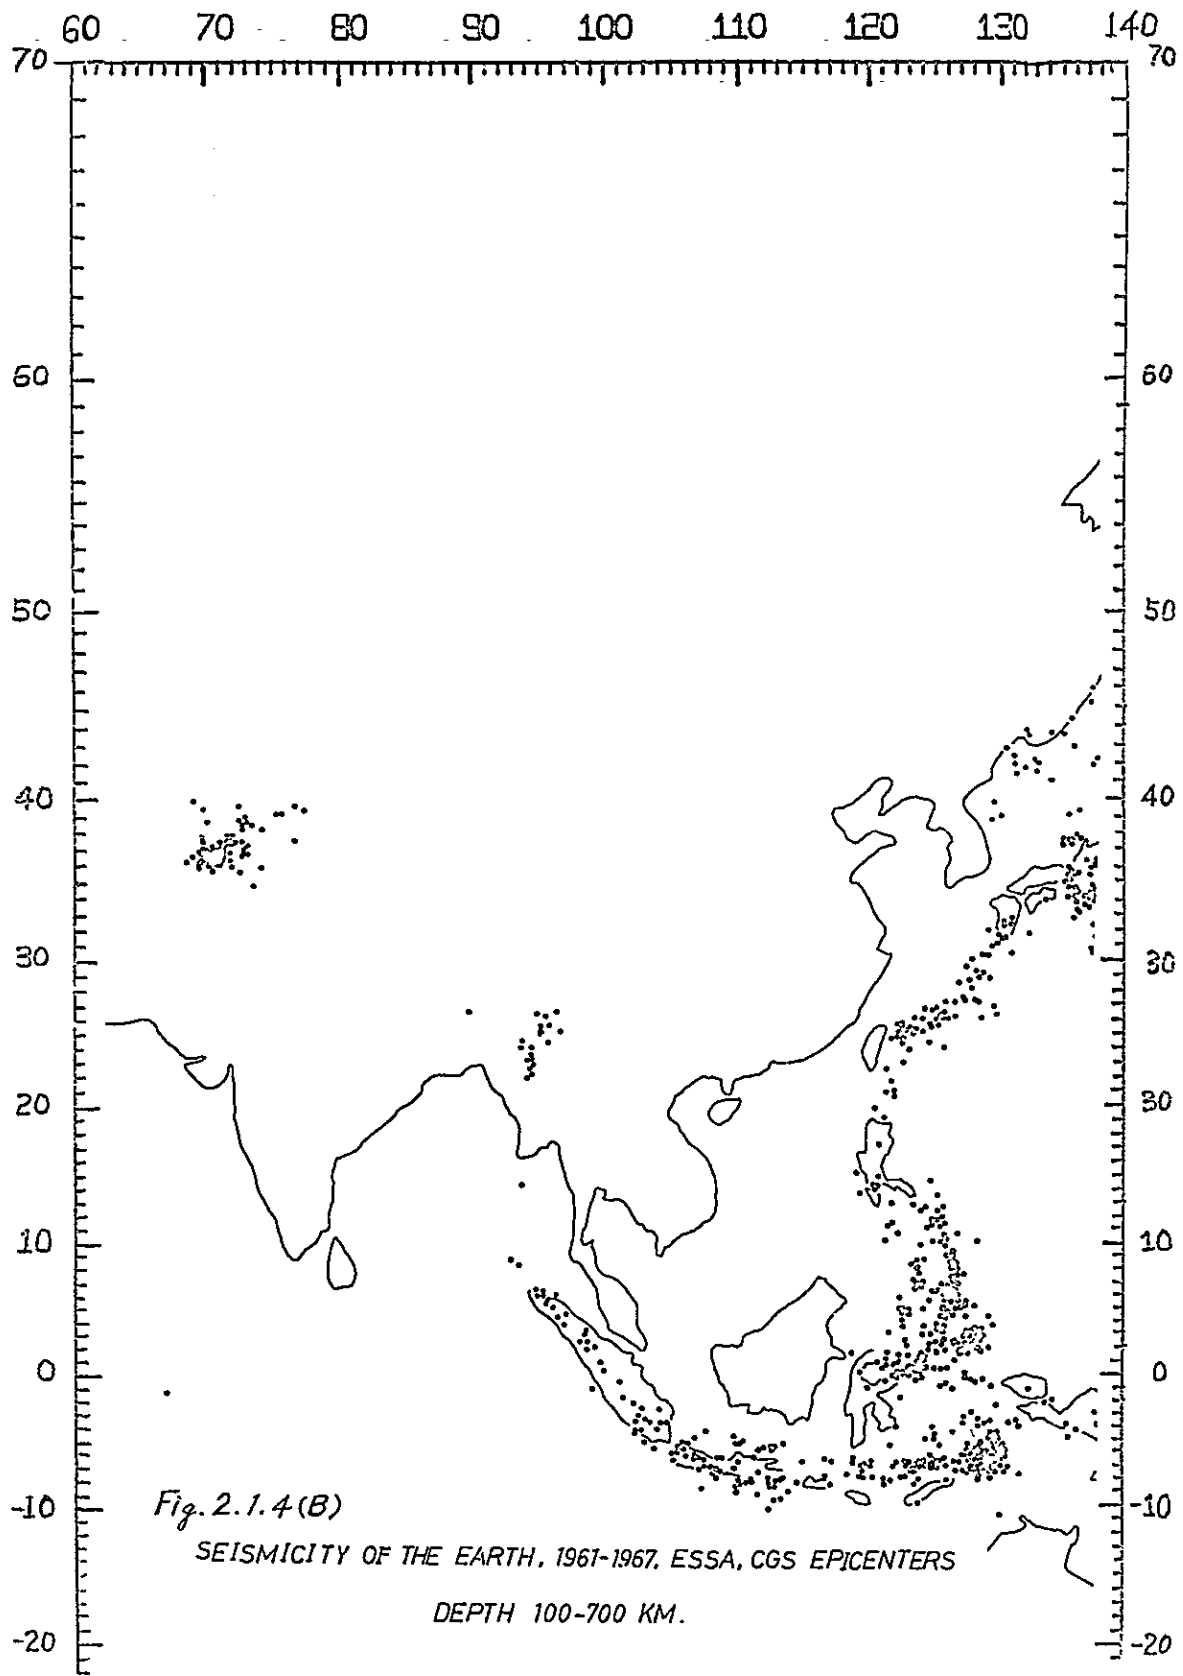 60 70 80 90 100 110 120 130 140
70 70
60 60
50 50
40 40
30 30
20 30
10 10
0 0
-10 -10
Fig. 2.1.4(B)
SEISMICITY OF THE EARTH, 1961-1967, ESSA, CGS EPICENTERS
DEPTH 100-700 KM.
-20 -20